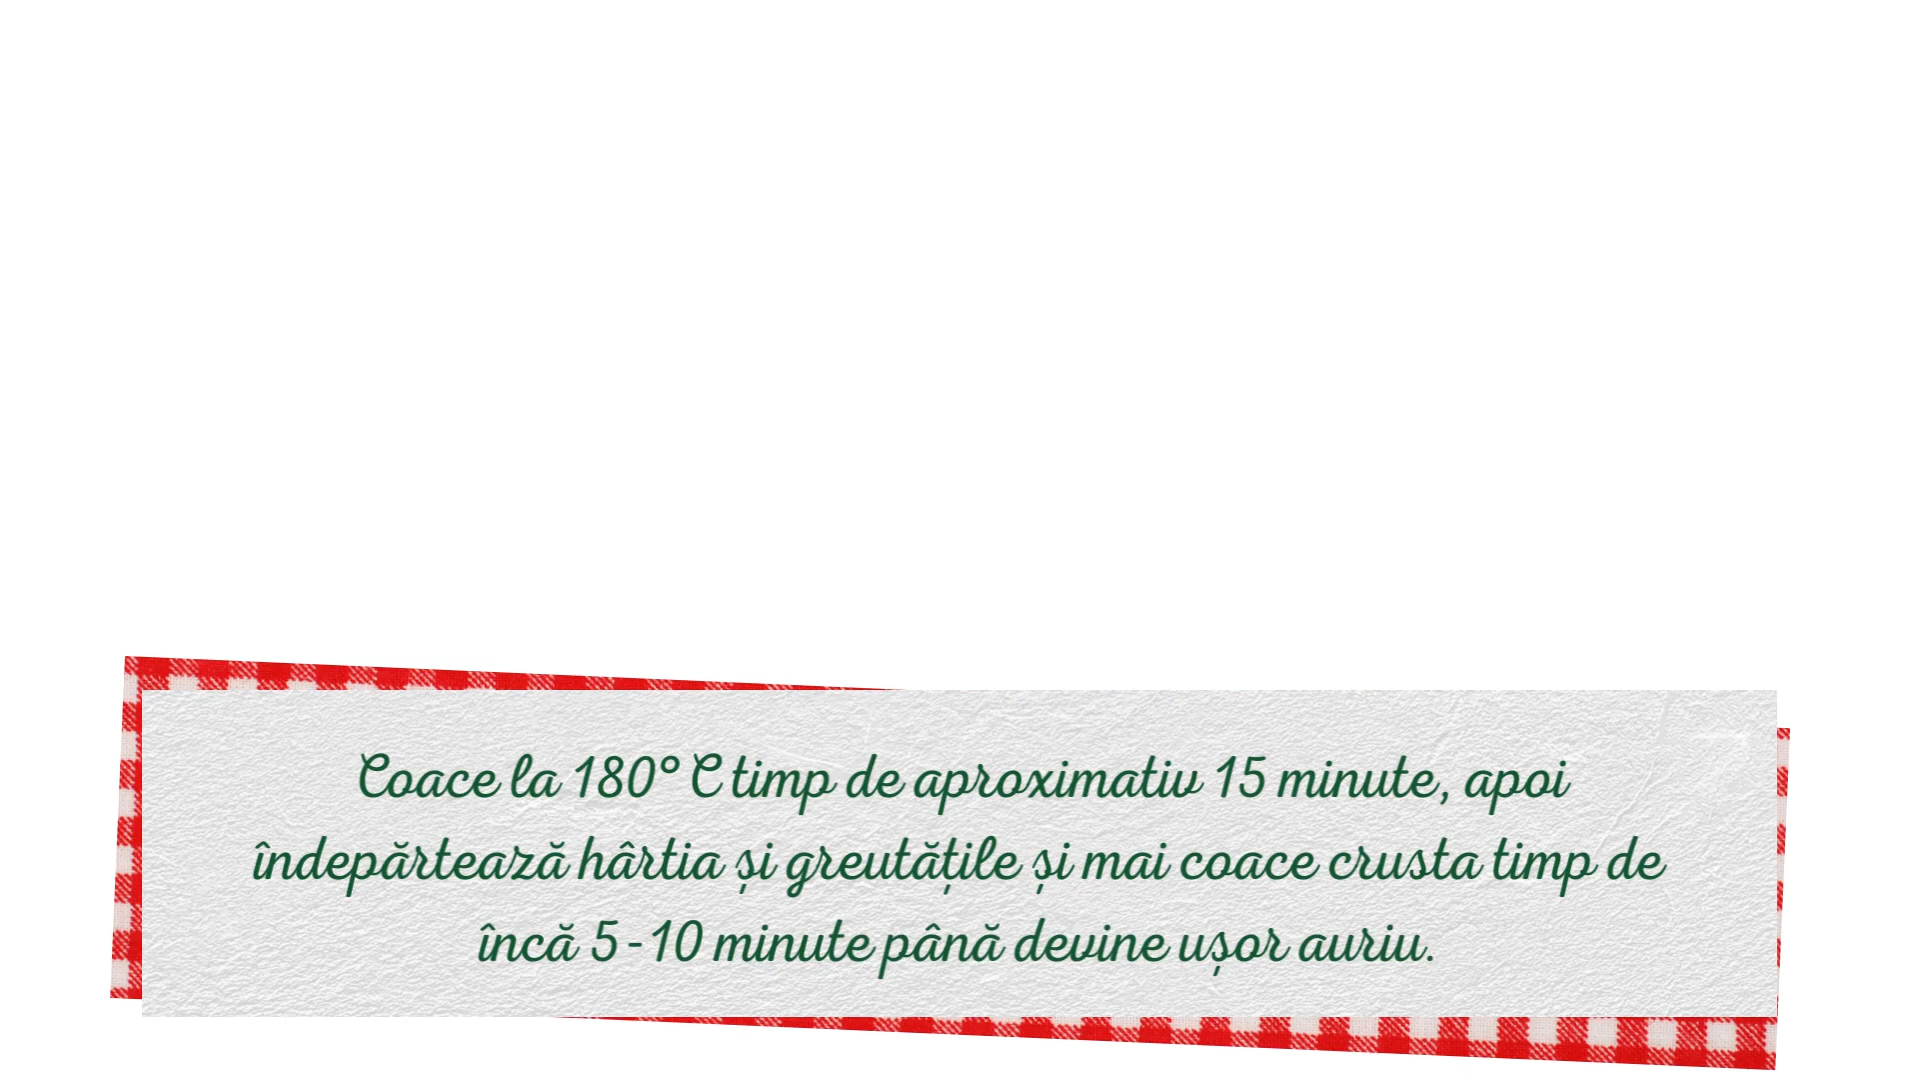 Coace la 180° C timp de aproximativ 15 minute, apoi
îndepărtează hârtia și greutățile și mai coace crusta timp de
încă 5-10 minute până devine ușor auriu.